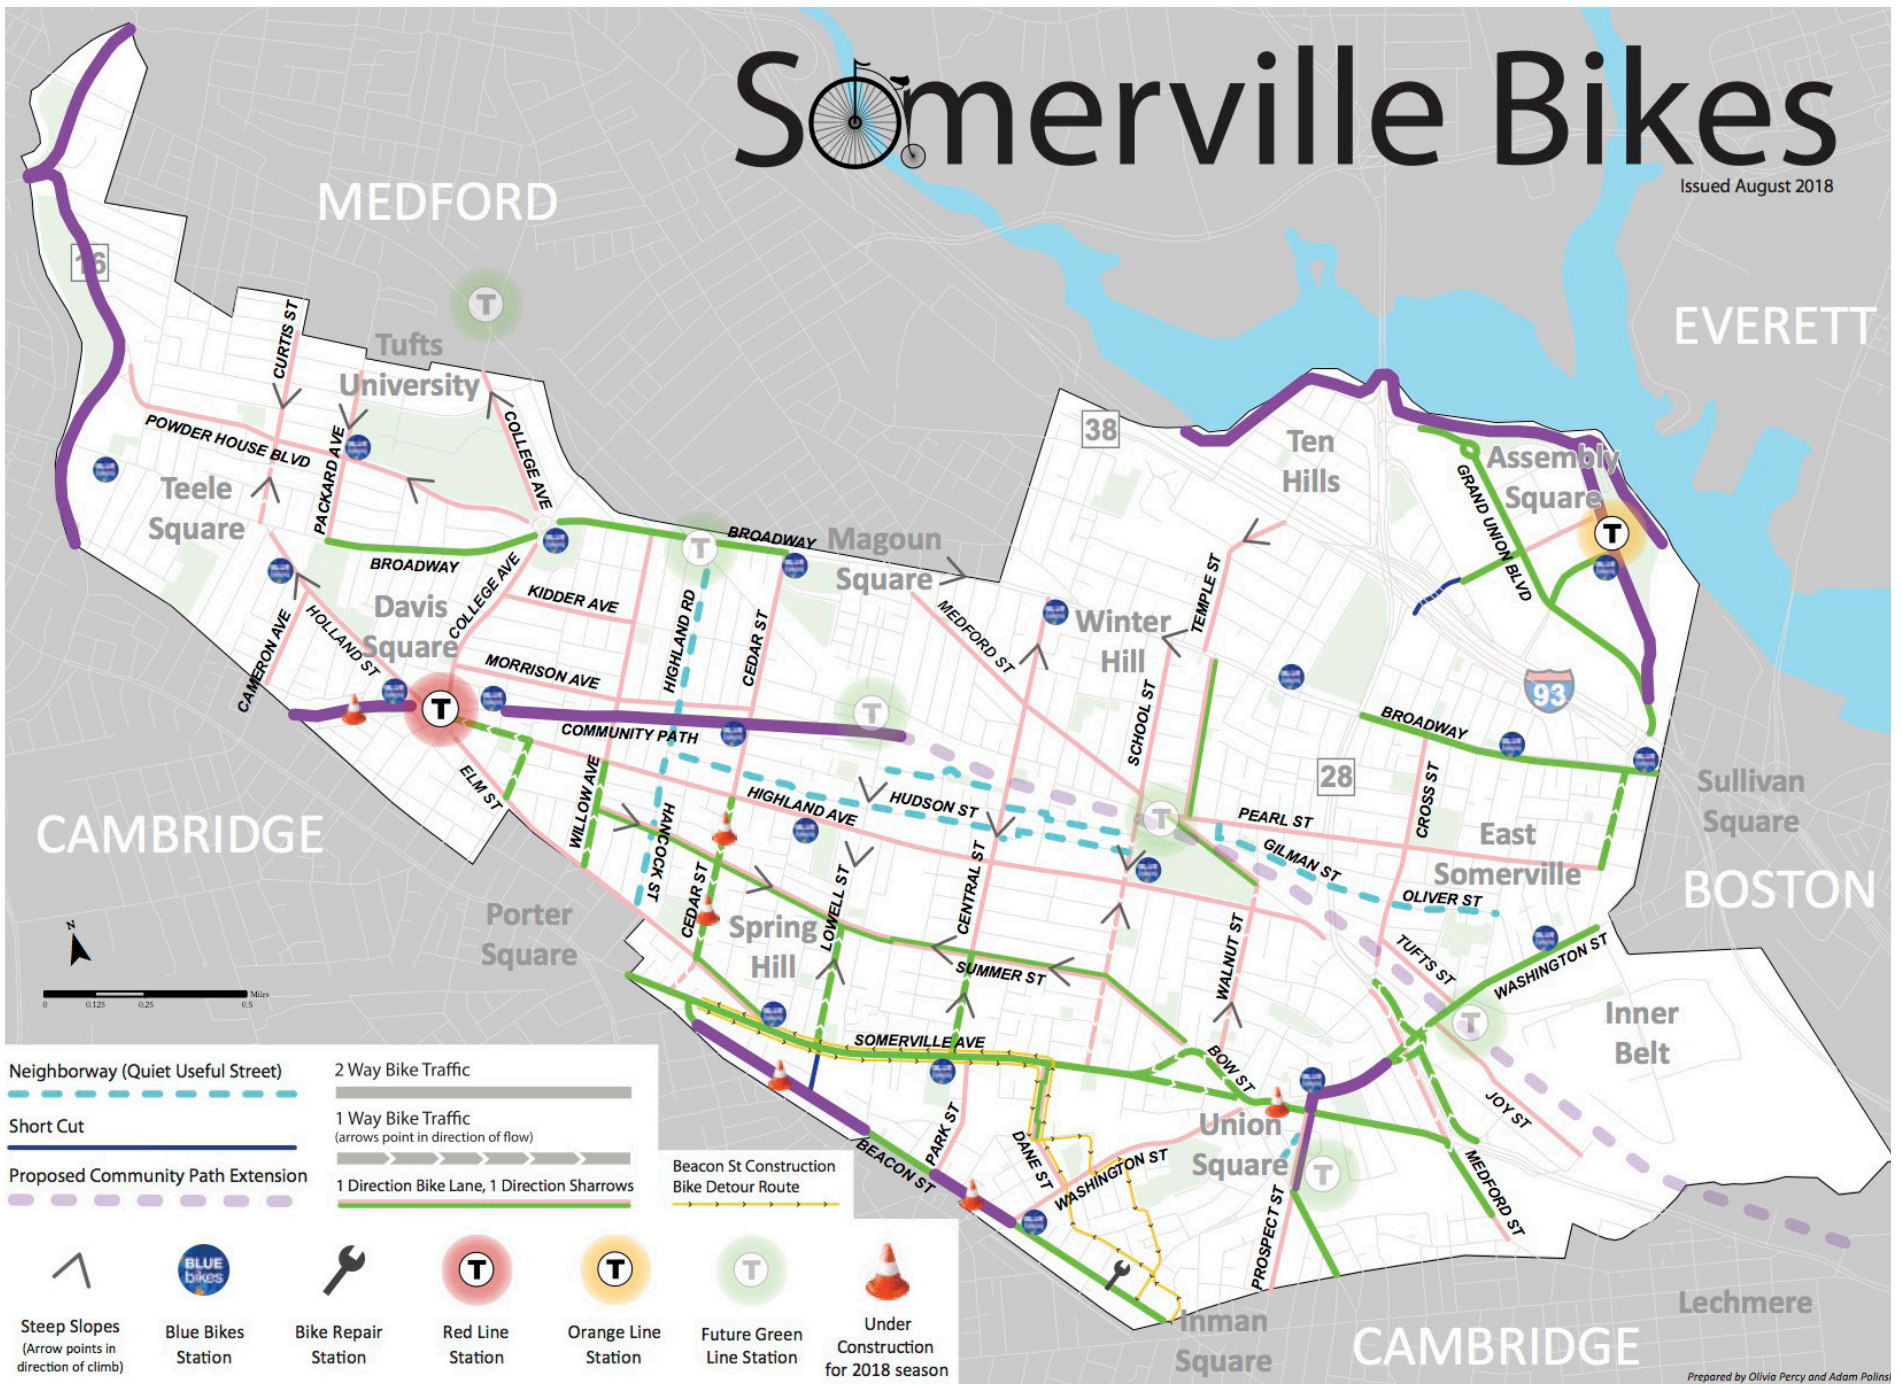 Somerville Bikes
Issued August 2018
MEDFORD
EVERETT
CAMBRIDGE
BOSTON
CAMBRIDGE
16
38
28
93
Tufts
University
Teele
Square
Davis
Square
Magoun
Square
Winter
Hill
Ten
Hills
Assembly
Square
Sullivan
Square
East
Somerville
Porter
Square
Spring
Hill
Union
Square
Inner
Belt
Inman
Square
Lechmere
CURTIS ST
POWDER HOUSE BLVD
PACKARD AVE
COLLEGE AVE
BROADWAY
BROADWAY
COLLEGE AVE
KIDDER AVE
HIGHLAND RD
CEDAR ST
MEDFORD ST
TEMPLE ST
GRAND UNION BLVD
CAMERON AVE
HOLLAND ST
MORRISON AVE
COMMUNITY PATH
SCHOOL ST
BROADWAY
ELM ST
WILLOW AVE
HANCOCK ST
HIGHLAND AVE
HUDSON ST
CENTRAL ST
PEARL ST
GILMAN ST
CROSS ST
OLIVER ST
CEDAR ST
LOWELL ST
SUMMER ST
WALNUT ST
TUFTS ST
WASHINGTON ST
SOMERVILLE AVE
BOW ST
JOY ST
PARK ST
DANE ST
BEACON ST
WASHINGTON ST
PROSPECT ST
MEDFORD ST
T
T
T
T
T
T
T
T
N
0 0.125 0.25 0.5 Miles
Neighborway (Quiet Useful Street)
Short Cut
Proposed Community Path Extension
2 Way Bike Traffic
1 Way Bike Traffic
(arrows point in direction of flow)
1 Direction Bike Lane, 1 Direction Sharrows
Beacon St Construction
Bike Detour Route
BLUE
bikes
T
T
T
Steep Slopes
(Arrow points in
direction of climb)
Blue Bikes
Station
Bike Repair
Station
Red Line
Station
Orange Line
Station
Future Green
Line Station
Under
Construction
for 2018 season
Prepared by Olivia Percy and Adam Polins